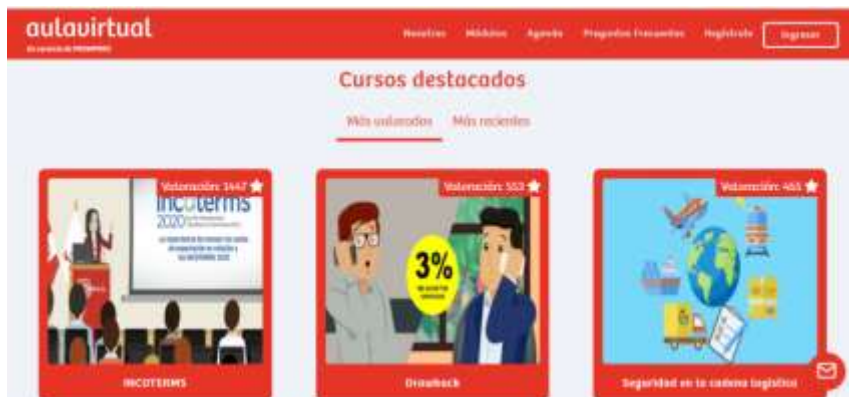 aulavirtual
Nosotros Módulos Agenda Preguntas Frecuentes Regístrate Ingresar
Cursos destacados
Más valorados Más recientes
Valoración: 1447
Valoración: 553
Valoración: 465
incoterms
2020
3%
INCOTERMS
Drawback
Seguridad en la cadena logística